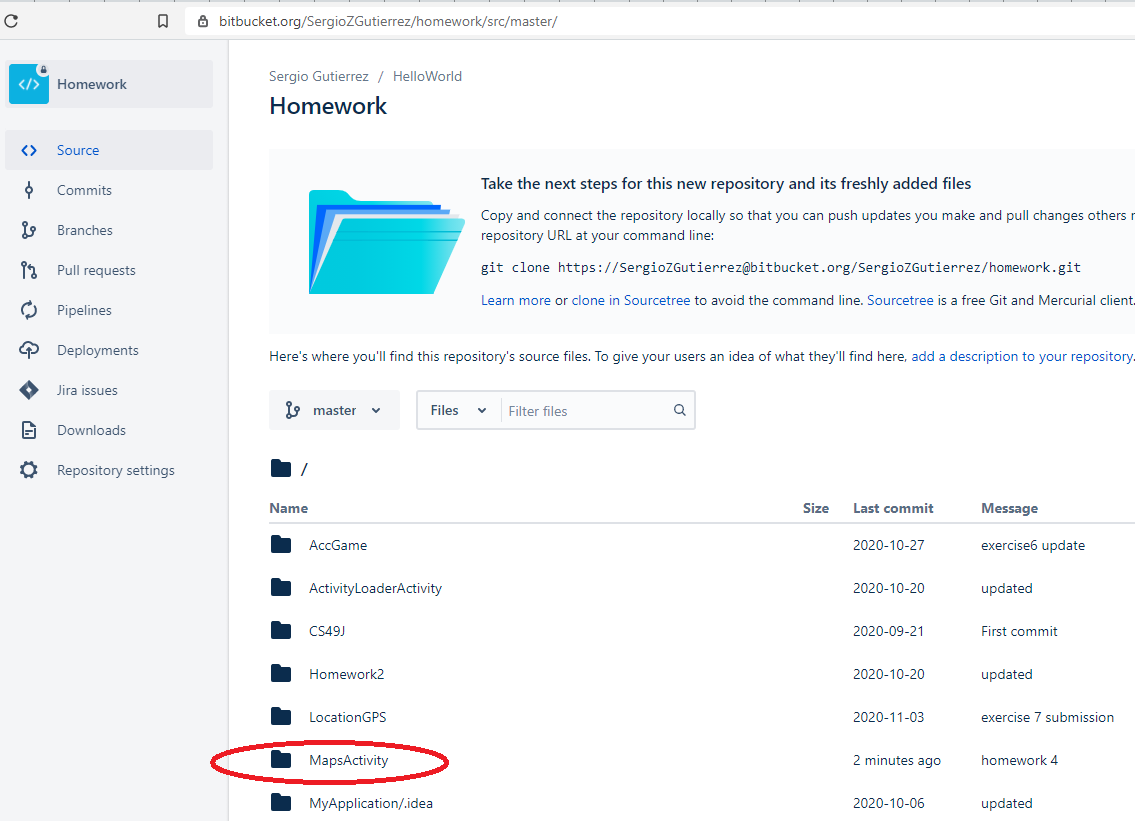 bitbucket.org/SergioZGutierrez/homework/src/master/
Homework
Source
Commits
Branches
Pull requests
Pipelines
Deployments
Jira issues
Downloads
Repository settings
Sergio Gutierrez / HelloWorld
Homework
Take the next steps for this new repository and its freshly added files
Copy and connect the repository locally so that you can push updates you make and pull changes others
repository URL at your command line:
git clone https://SergioZGutierrez@bitbucket.org/SergioZGutierrez/homework.git
Learn more or clone in Sourcetree to avoid the command line. Sourcetree is a free Git and Mercurial client.
Here's where you'll find this repository's source files. To give your users an idea of what they'll find here, add a description to your repository.
master Files Filter files
/
Name Size Last commit Message
AccGame 2020-10-27 exercise6 update
ActivityLoaderActivity 2020-10-20 updated
CS49J 2020-09-21 First commit
Homework2 2020-10-20 updated
LocationGPS 2020-11-03 exercise 7 submission
MapsActivity 2 minutes ago homework 4
MyApplication/.idea 2020-10-06 updated